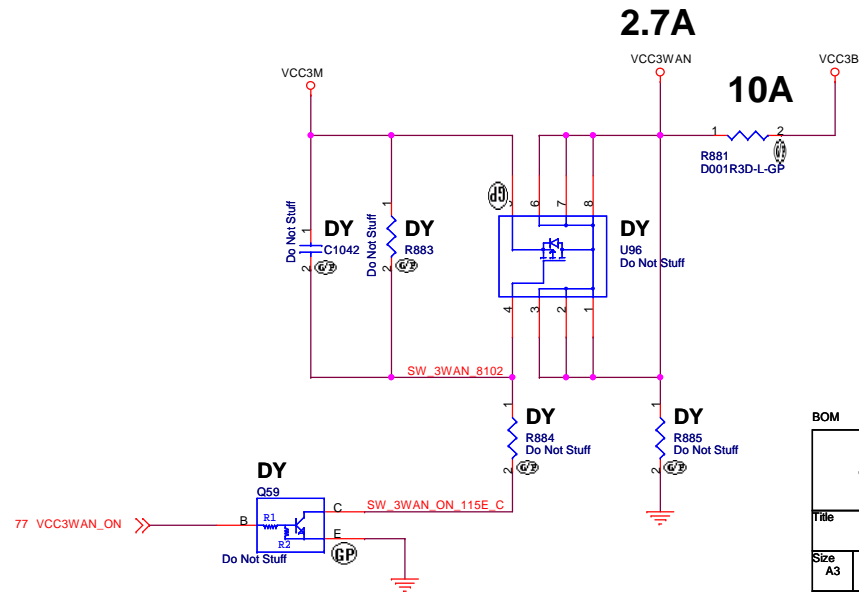 2.7A
VCC3M
VCC3WAN
VCC3B
10A
1
2
G/P
R881
D001R3D-L-GP
GP
5
6
7
8
Do Not Stuff
1
DY
C1042
2
G/P
Do Not Stuff
1
DY
R883
2
G/P
DY
U96
Do Not Stuff
4
3
2
1
SW_3WAN_8102
1
DY
R884
Do Not Stuff
2
G/P
1
DY
R885
Do Not Stuff
2
G/P
BOM
Title
Size
A3
DY
Q59
77 VCC3WAN_ON
B
R1
R2
C
E
SW_3WAN_ON_115E_C
GP
Do Not Stuff